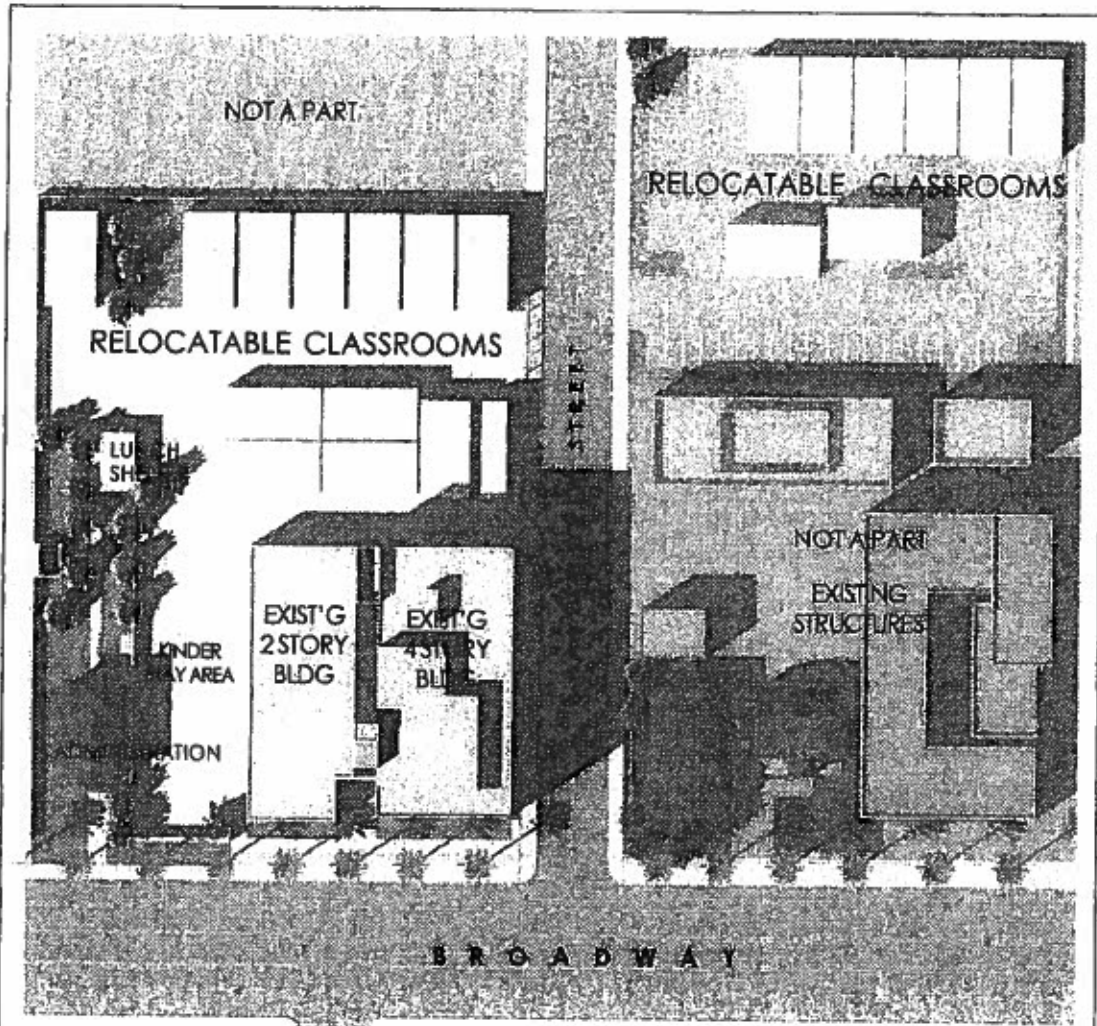 NOT A PART
RELOCATABLE CLASSROOMS
RELOCATABLE CLASSROOMS
STREET
LUNCH
NOT A PART
EXISTING
STRUCTURES
EXIST'G
2 STORY
BLDG
EXIST'G
4 STORY
BLDG
KINDER
AREA
BROADWAY